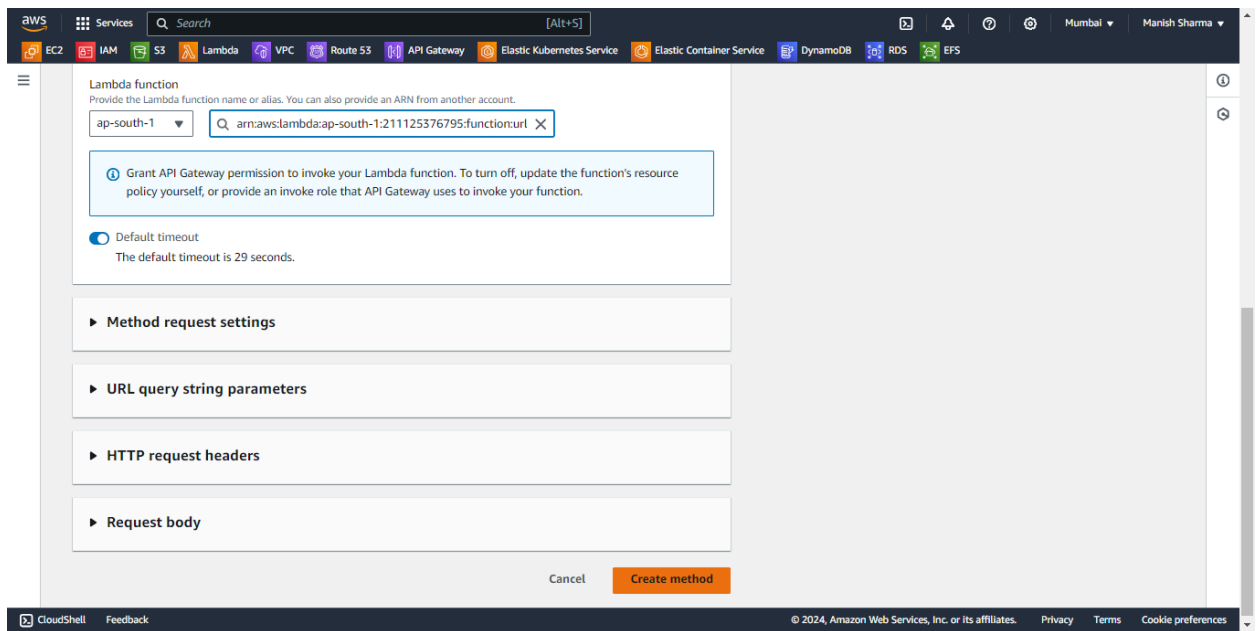 aws Services Search [Alt+S] Mumbai Manish Sharma
EC2 IAM S3 Lambda VPC Route 53 API Gateway Elastic Kubernetes Service Elastic Container Service DynamoDB RDS EFS
Lambda function
Provide the Lambda function name or alias. You can also provide an ARN from another account.
ap-south-1 arn:aws:lambda:ap-south-1:211125376795:function:url
Grant API Gateway permission to invoke your Lambda function. To turn off, update the function's resource
policy yourself, or provide an invoke role that API Gateway uses to invoke your function.
Default timeout
The default timeout is 29 seconds.
Method request settings
URL query string parameters
HTTP request headers
Request body
Cancel Create method
CloudShell Feedback © 2024, Amazon Web Services, Inc. or its affiliates. Privacy Terms Cookie preferences